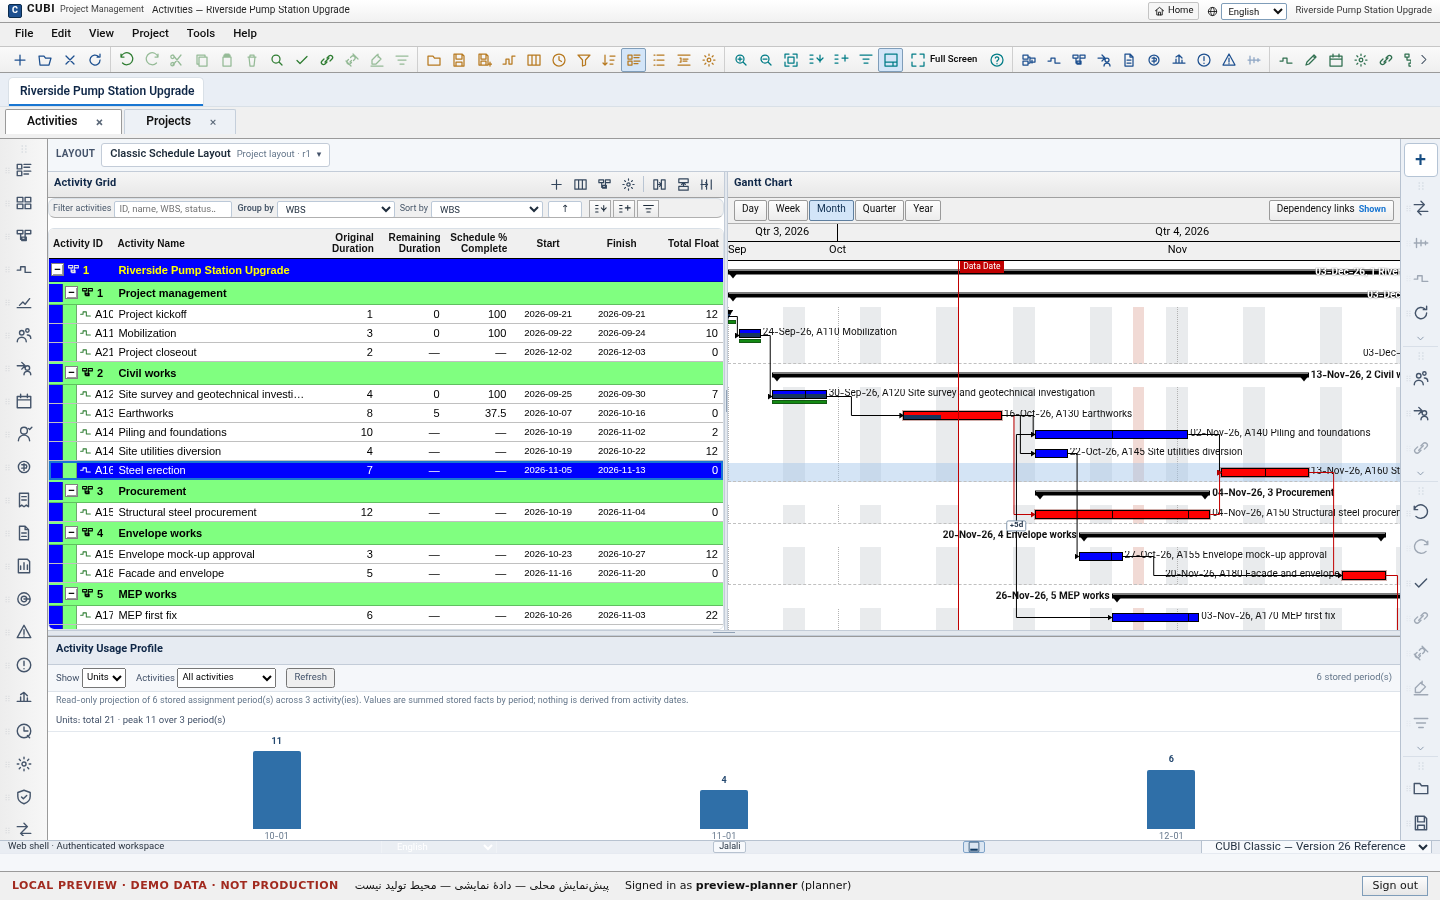 CUBI Project Management Activities — Riverside Pump Station Upgrade Home English Riverside Pump Station Upgrade
File Edit View Project Tools Help
Full Screen
Riverside Pump Station Upgrade
Activities × Projects ×
LAYOUT Classic Schedule Layout Project layout · r1
Activity Grid
Filter activities ID, name, WBS, status.. Group by WBS Sort by WBS
Activity ID Activity Name Original Duration Remaining Duration Schedule % Complete Start Finish Total Float
1 Riverside Pump Station Upgrade
1 Project management
A10 Project kickoff 1 0 100 2026-09-21 2026-09-21 12
A11 Mobilization 3 0 100 2026-09-22 2026-09-24 10
A21 Project closeout 2 — — 2026-12-02 2026-12-03 0
2 Civil works
A12 Site survey and geotechnical investi… 4 0 100 2026-09-25 2026-09-30 7
A13 Earthworks 8 5 37.5 2026-10-07 2026-10-16 0
A14 Piling and foundations 10 — — 2026-10-19 2026-11-02 2
A14 Site utilities diversion 4 — — 2026-10-19 2026-10-22 12
A16 Steel erection 7 — — 2026-11-05 2026-11-13 0
3 Procurement
A15 Structural steel procurement 12 — — 2026-10-19 2026-11-04 0
4 Envelope works
A15 Envelope mock-up approval 3 — — 2026-10-23 2026-10-27 12
A18 Facade and envelope 5 — — 2026-11-16 2026-11-20 0
5 MEP works
A17 MEP first fix 6 — — 2026-10-26 2026-11-03 22
Gantt Chart
Day Week Month Quarter Year Dependency links Shown
Qtr 3, 2026 Qtr 4, 2026
Sep Oct Nov
Data Date
03-Dec-26, 1 River
03-Dec
24-Sep-26, A110 Mobilization
03-Dec-
13-Nov-26, 2 Civil w
30-Sep-26, A120 Site survey and geotechnical investigation
16-Oct-26, A130 Earthworks
02-Nov-26, A140 Piling and foundations
22-Oct-26, A145 Site utilities diversion
13-Nov-26, A160 St
04-Nov-26, 3 Procurement
04-Nov-26, A150 Structural steel procurer
+5d
20-Nov-26, 4 Envelope works
27-Oct-26, A155 Envelope mock-up approval
20-Nov-26, A180 Facade and envelope
26-Nov-26, 5 MEP works
03-Nov-26, A170 MEP first fix
Activity Usage Profile
Show Units Activities All activities Refresh 6 stored period(s)
Read-only projection of 6 stored assignment period(s) across 3 activity(ies). Values are summed stored facts by period; nothing is derived from activity dates.
Units: total 21 · peak 11 over 3 period(s)
11 4 6
10-01 11-01 12-01
Web shell · Authenticated workspace English Jalali CUBI Classic — Version 26 Reference
LOCAL PREVIEW · DEMO DATA · NOT PRODUCTION پیش‌نمایش محلی — دادهٔ نمایشی — محیط تولید نیست Signed in as preview-planner (planner) Sign out